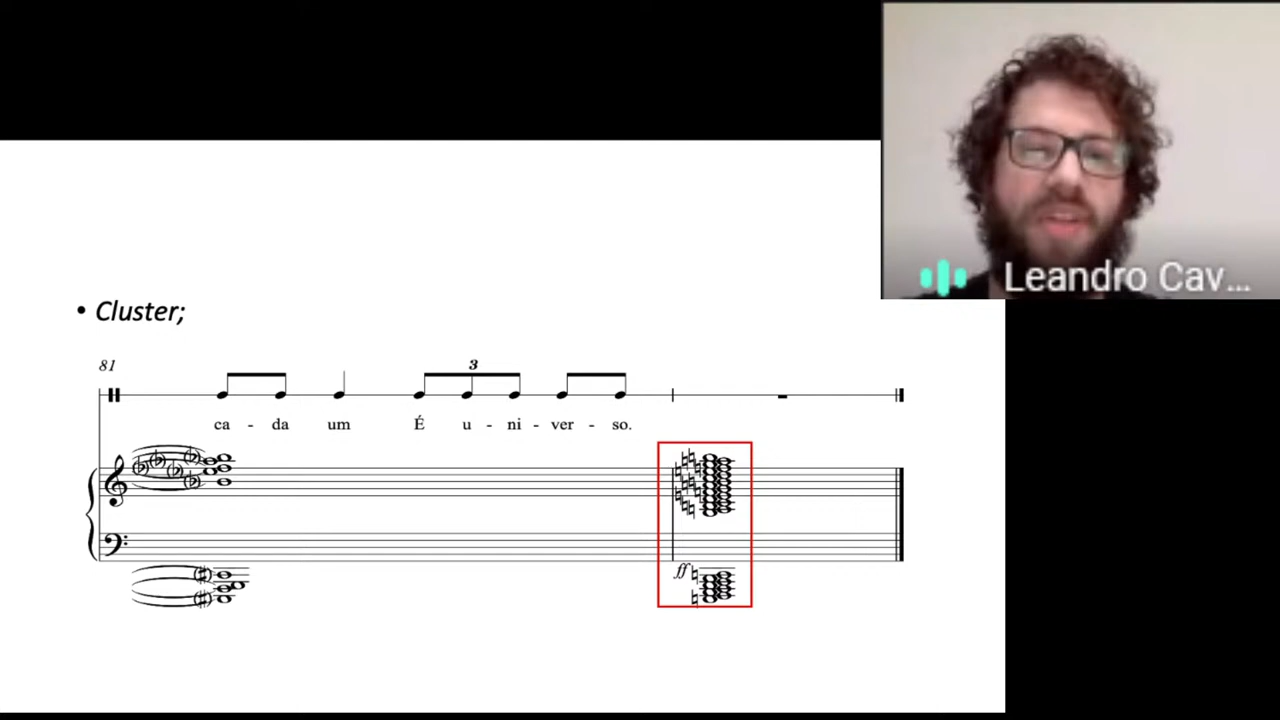 Leandro Cav...
• Cluster;
81
3
ca - da um É u - ni - ver - so.
ff